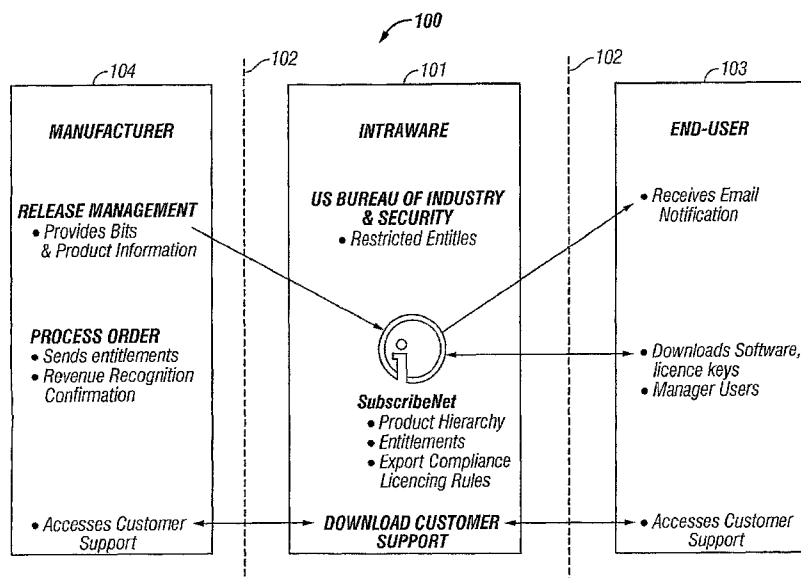 100
104
102
101
102
103
MANUFACTURER
RELEASE MANAGEMENT
• Provides Bits
& Product Information
PROCESS ORDER
• Sends entitlements
• Revenue Recognition
Confirmation
• Accesses Customer
Support
INTRAWARE
US BUREAU OF INDUSTRY
& SECURITY
• Restricted Entitles
i
SubscribeNet
• Product Hierarchy
• Entitlements
• Export Compliance
Licencing Rules
DOWNLOAD CUSTOMER
SUPPORT
END-USER
• Receives Email
Notification
• Downloads Software,
licence keys
• Manager Users
• Accesses Customer
Support